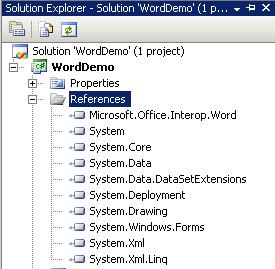 Solution Explorer - Solution 'WordDemo' (1 p...
Solution 'WordDemo' (1 project)
WordDemo
Properties
References
Microsoft.Office.Interop.Word
System
System.Core
System.Data
System.Data.DataSetExtensions
System.Deployment
System.Drawing
System.Windows.Forms
System.Xml
System.Xml.Linq